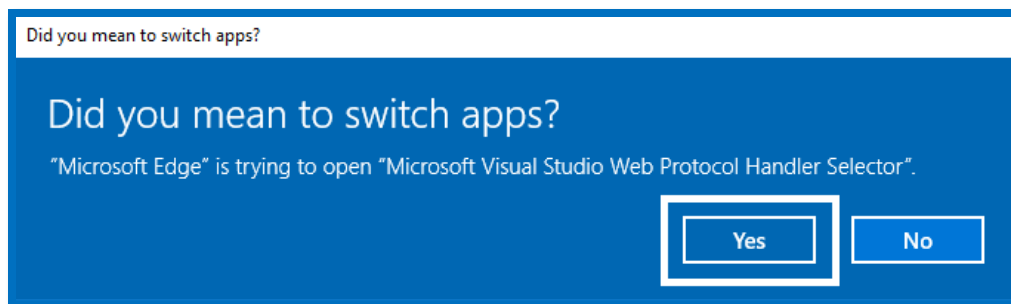 Did you mean to switch apps?
Did you mean to switch apps?
"Microsoft Edge" is trying to open "Microsoft Visual Studio Web Protocol Handler Selector".
Yes No